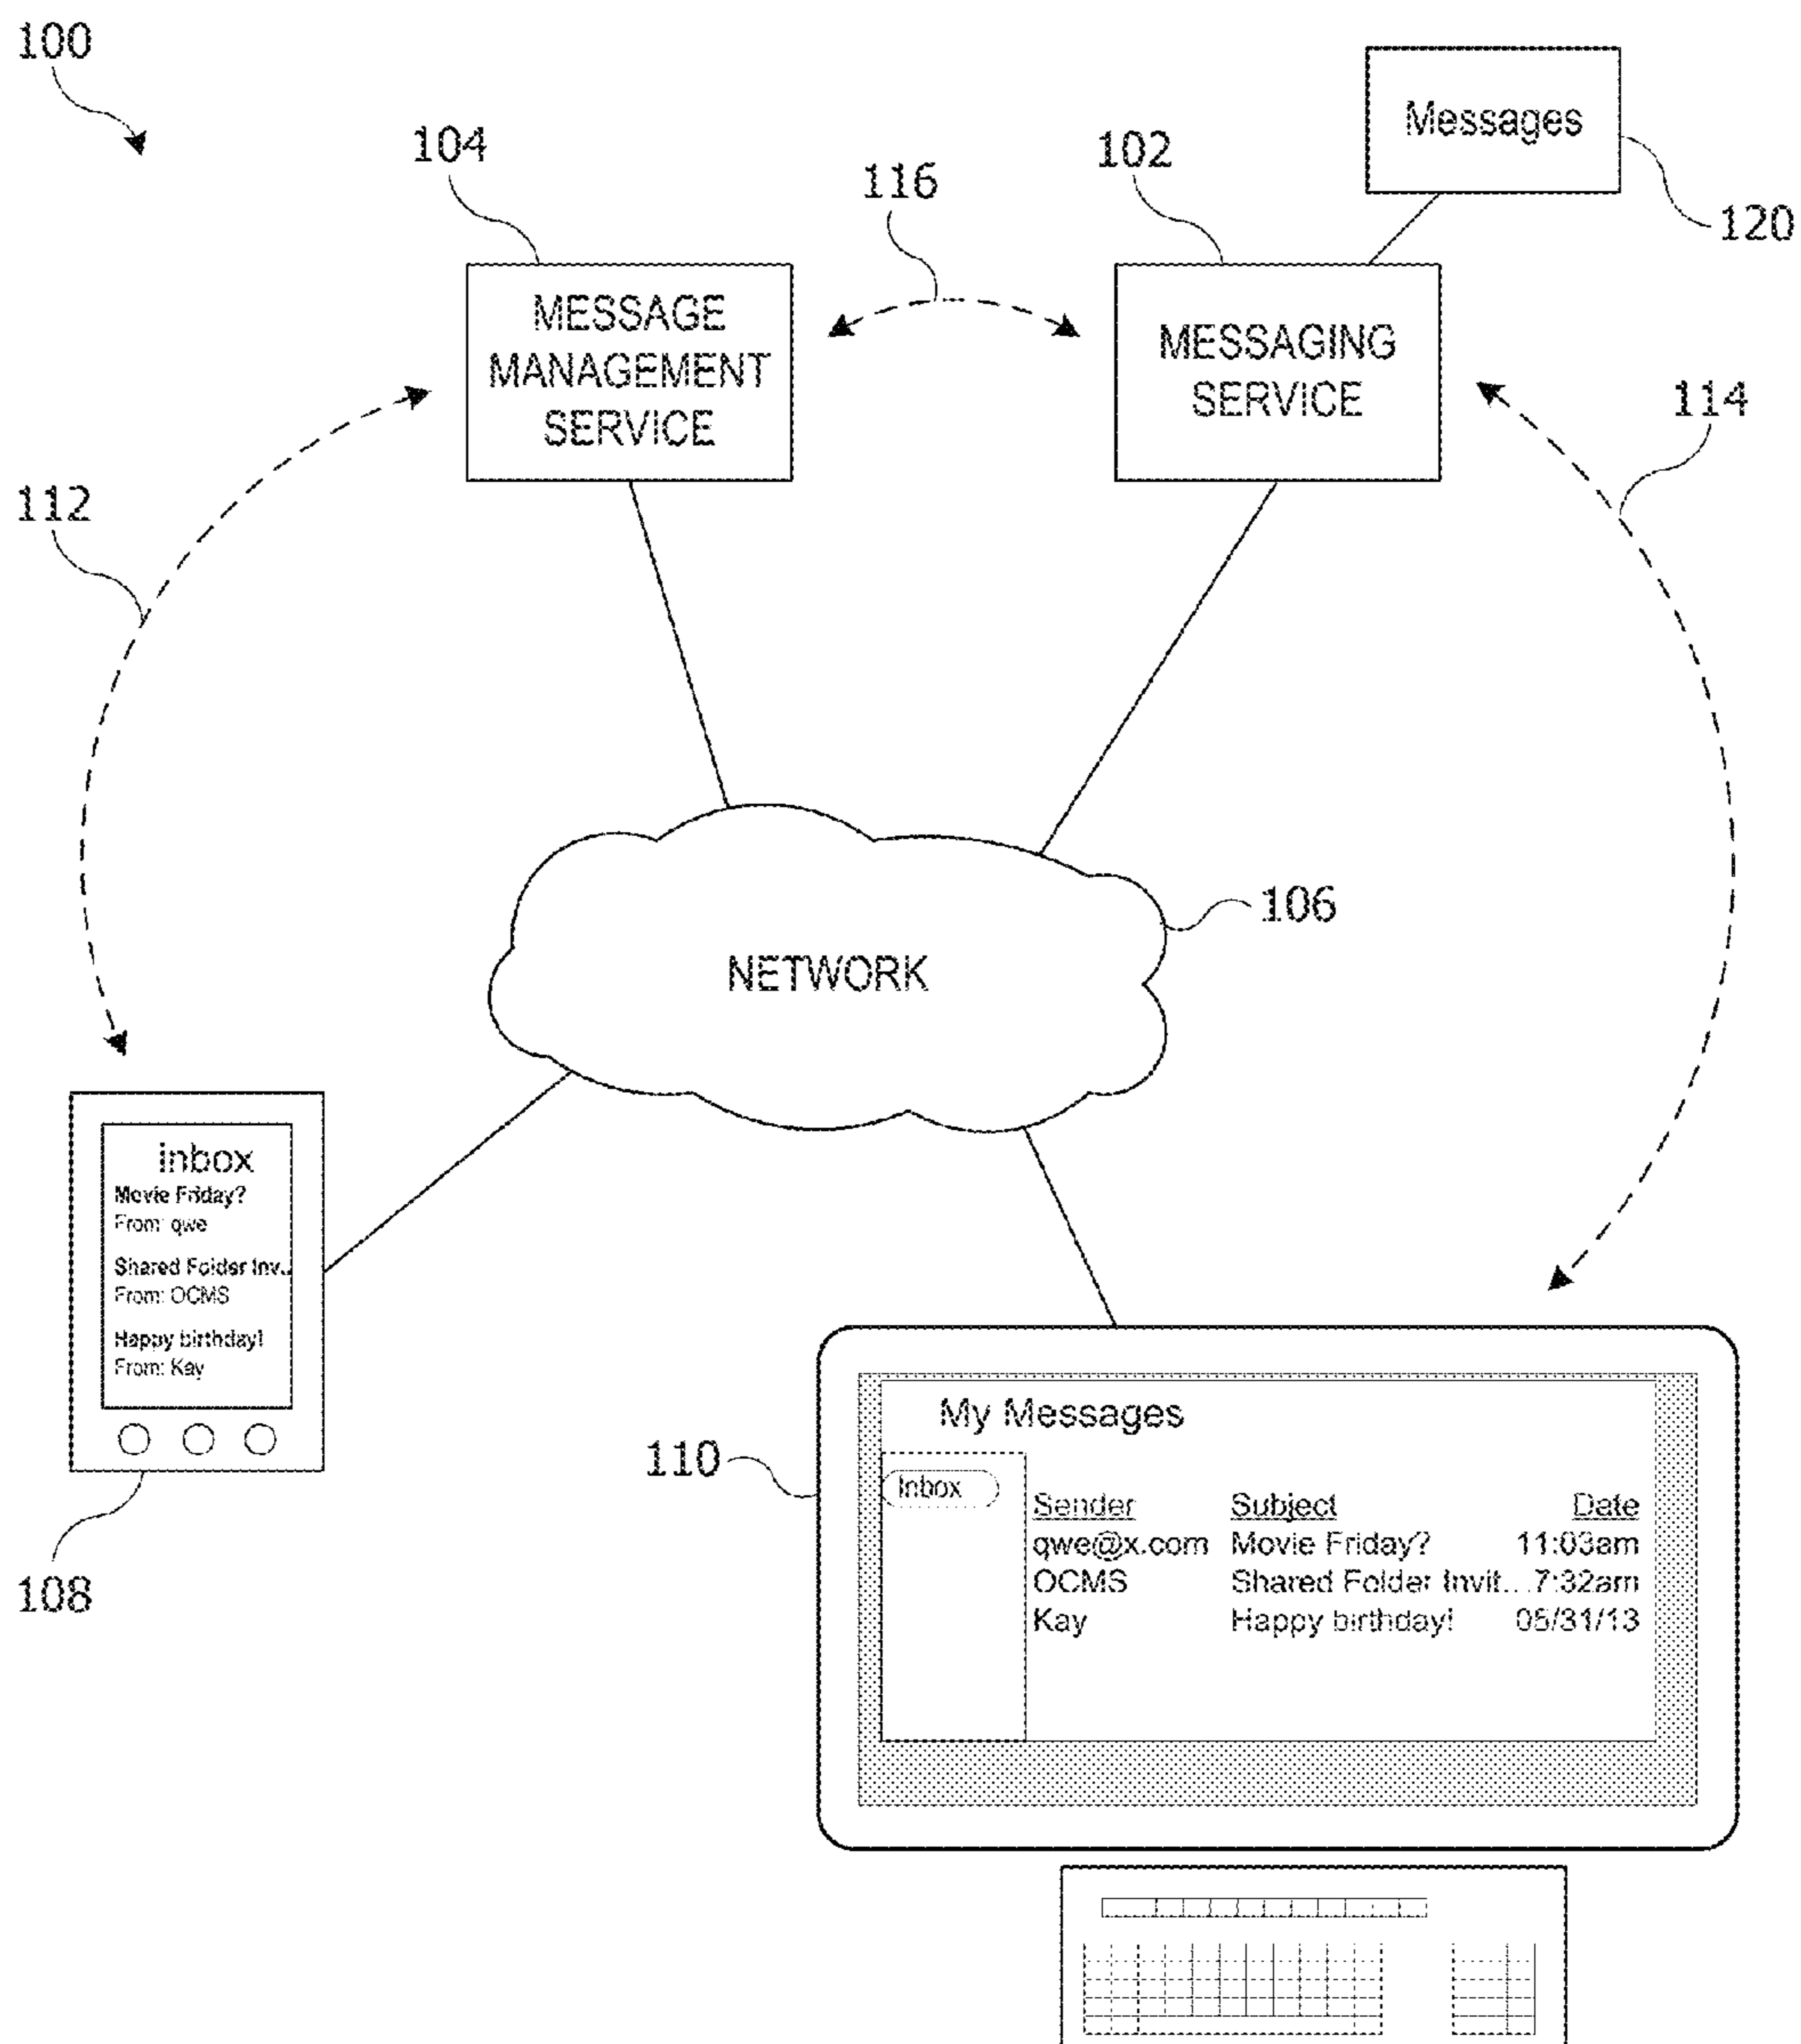 100
Messages
104
102
116
120
MESSAGE
MANAGEMENT
SERVICE
MESSAGING
SERVICE
114
112
106
NETWORK
inbox
Movie Friday?
From: qwe
Shared Folder Inv..
From: OCMS
Happy birthday!
From: Kay
108
110
My Messages
Inbox
Sender Subject Date
qwe@x.com Movie Friday? 11:03am
OCMS Shared Folder Invit... 7:32am
Kay Happy birthday! 05/31/13